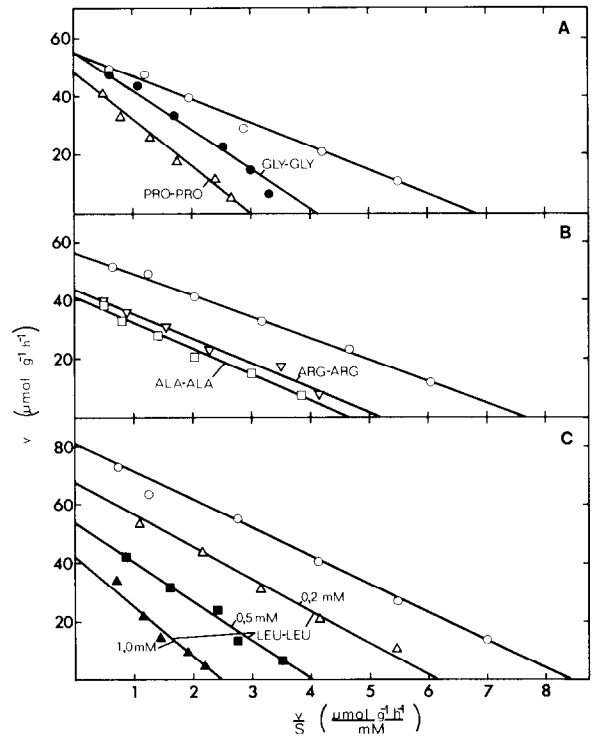 A
60
40
20
GLY-GLY
PRO-PRO
B
60
40
20
ARG-ARG
ALA-ALA
C
80
60
40
20
0,2 mM
0,5 mM
LEU-LEU
1,0 mM
v (μmol g⁻¹ h⁻¹)
1 2 3 4 5 6 7 8
v/S (μmol g⁻¹ h⁻¹/mM)